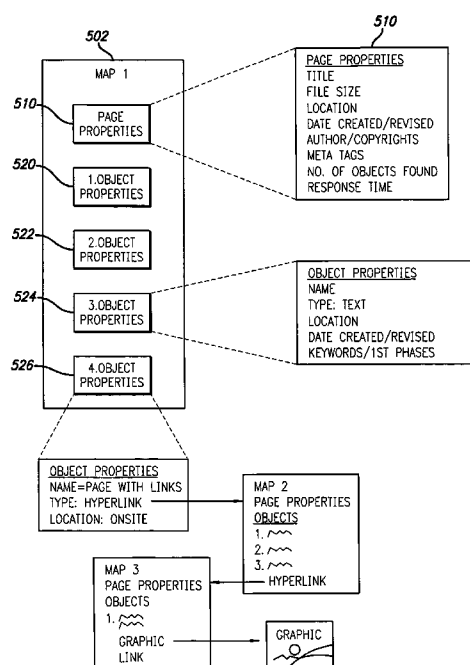 502
MAP 1
510
PAGE
PROPERTIES
520
1.OBJECT
PROPERTIES
522
2.OBJECT
PROPERTIES
524
3.OBJECT
PROPERTIES
526
4.OBJECT
PROPERTIES
510
PAGE PROPERTIES
TITLE
FILE SIZE
LOCATION
DATE CREATED/REVISED
AUTHOR/COPYRIGHTS
META TAGS
NO. OF OBJECTS FOUND
RESPONSE TIME
OBJECT PROPERTIES
NAME
TYPE: TEXT
LOCATION
DATE CREATED/REVISED
KEYWORDS/1ST PHASES
OBJECT PROPERTIES
NAME=PAGE WITH LINKS
TYPE: HYPERLINK
LOCATION: ONSITE
MAP 2
PAGE PROPERTIES
OBJECTS
1.
2.
3.
HYPERLINK
MAP 3
PAGE PROPERTIES
OBJECTS
1.
GRAPHIC
LINK
GRAPHIC